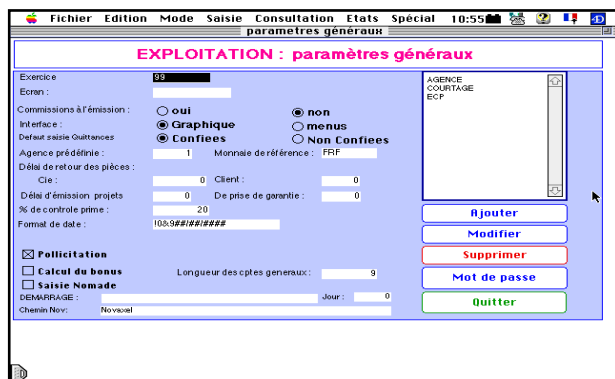 Fichier Edition Mode Saisie Consultation Etats Spécial 10:55
parametres généraux
EXPLOITATION : paramètres généraux
Exercice 99
Ecran :
Commissions à l'émission : oui non
Interface : Graphique menus
Defaut saisie Quittances Confiees Non Confiees
Agence prédéfinie : 1 Monnaie de référence : FRF
Délai de retour des pièces :
Cie : 0 Client : 0
Délai d'émission projets 0 De prise de garantie : 0
% de controle prime : 20
Format de date : !0&9##/##/####
Pollicitation
Calcul du bonus Longueur des cptes generaux : 9
Saisie Nomade
DEMARRAGE : Jour : 0
Chemin Nov: Novaxel
AGENCE
COURTAGE
ECP
Ajouter
Modifier
Supprimer
Mot de passe
Quitter